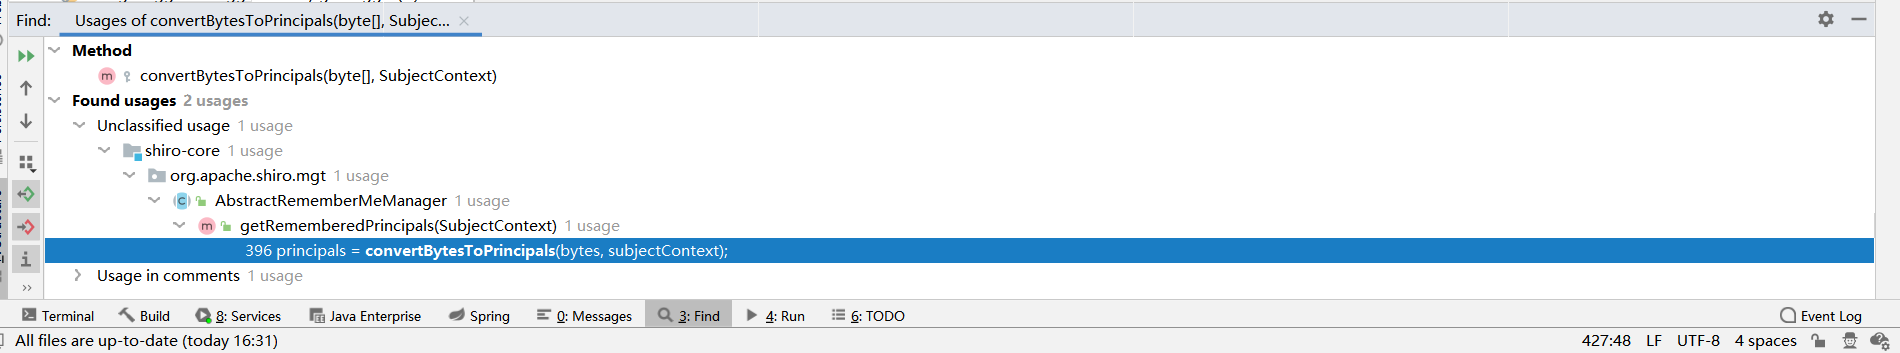 Find: Usages of convertBytesToPrincipals(byte[], Subjec...
Method
convertBytesToPrincipals(byte[], SubjectContext)
Found usages 2 usages
Unclassified usage 1 usage
shiro-core 1 usage
org.apache.shiro.mgt 1 usage
AbstractRememberMeManager 1 usage
getRememberedPrincipals(SubjectContext) 1 usage
396 principals = convertBytesToPrincipals(bytes, subjectContext);
Usage in comments 1 usage
Terminal Build 8: Services Java Enterprise Spring 0: Messages 3: Find 4: Run 6: TODO Event Log
All files are up-to-date (today 16:31) 427:48 LF UTF-8 4 spaces